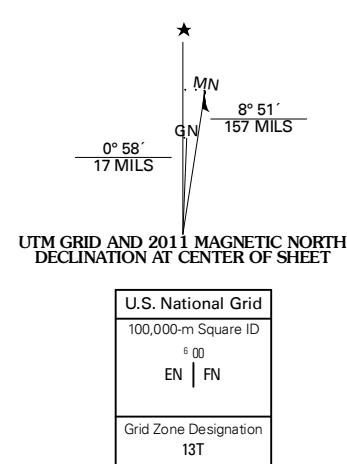 ★
MN
GN
8° 51´
157 MILS
0° 58´
17 MILS
UTM GRID AND 2011 MAGNETIC NORTH
DECLINATION AT CENTER OF SHEET
U.S. National Grid
100,000-m Square ID
6 00
EN FN
Grid Zone Designation
13T